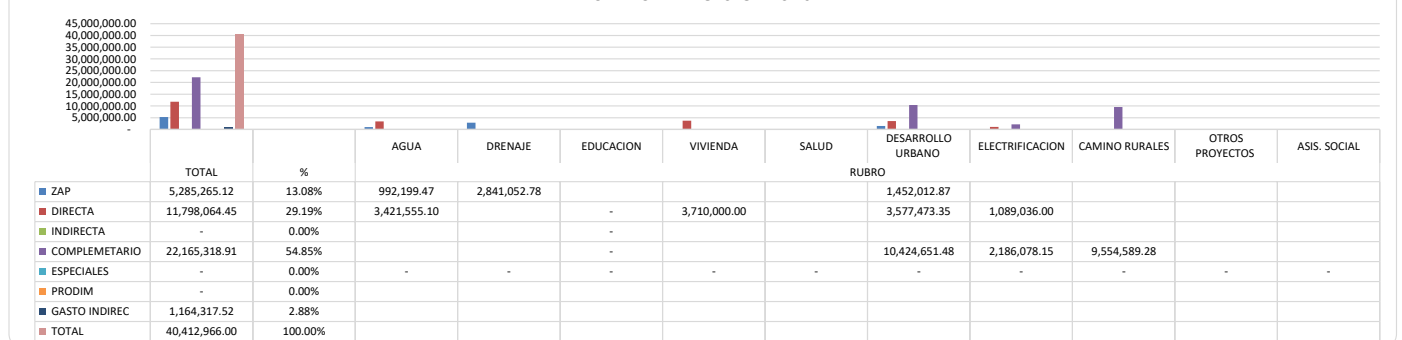 45,000,000.00
40,000,000.00
35,000,000.00
30,000,000.00
25,000,000.00
20,000,000.00
15,000,000.00
10,000,000.00
5,000,000.00
-
AGUA DRENAJE EDUCACION VIVIENDA SALUD DESARROLLO URBANO ELECTRIFICACION CAMINO RURALES OTROS PROYECTOS ASIS. SOCIAL
TOTAL % RUBRO
ZAP 5,285,265.12 13.08% 992,199.47 2,841,052.78 1,452,012.87
DIRECTA 11,798,064.45 29.19% 3,421,555.10 - 3,710,000.00 3,577,473.35 1,089,036.00
INDIRECTA - 0.00% -
COMPLEMETARIO 22,165,318.91 54.85% - 10,424,651.48 2,186,078.15 9,554,589.28
ESPECIALES - 0.00% - - - - - - - - - -
PRODIM - 0.00%
GASTO INDIREC 1,164,317.52 2.88%
TOTAL 40,412,966.00 100.00%